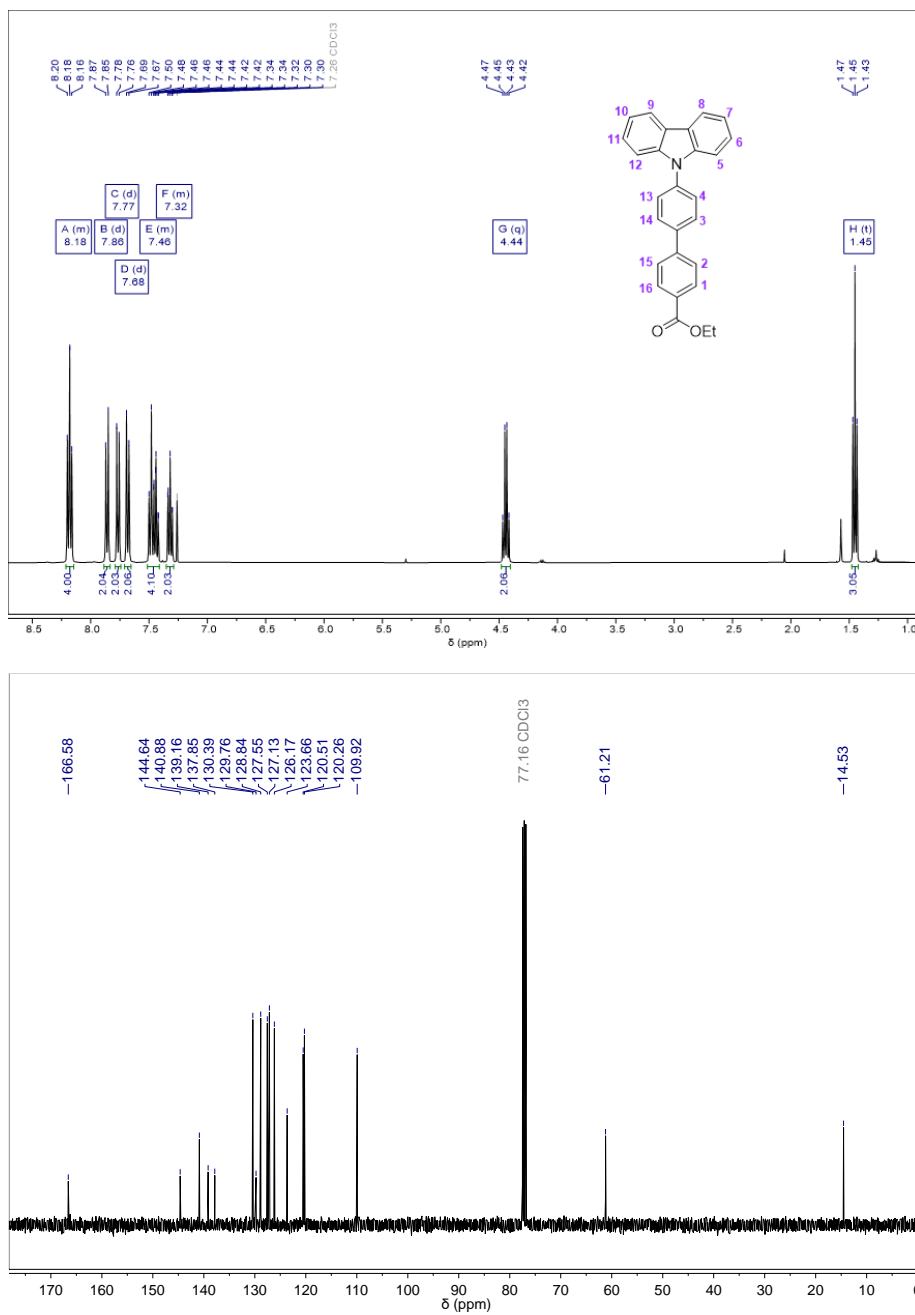 8.20 8.18 8.16 7.87 7.85 7.78 7.76 7.69 7.67 7.50 7.48 7.46 7.46 7.44 7.44 7.42 7.42 7.34 7.34 7.32 7.30 7.30 7.26 CDCl3
4.47 4.45 4.43 4.42
1.47 1.45 1.43
10 9 8 7
11 6
12 5
N
13 4
14 3
15 2
16 1
O OEt
C (d) 7.77
F (m) 7.32
A (m) 8.18
B (d) 7.86
E (m) 7.46
D (d) 7.68
G (q) 4.44
H (t) 1.45
4.00 2.04 2.03 2.06 4.10 2.03 2.06 3.05
8.5 8.0 7.5 7.0 6.5 6.0 5.5 5.0 4.5 4.0 3.5 3.0 2.5 2.0 1.5 1.0
δ (ppm)
166.58
144.64 140.88 139.16 137.85 130.39 129.76 128.84 127.55 127.13 126.17 123.66 120.51 120.26 109.92
77.16 CDCl3
61.21
14.53
170 160 150 140 130 120 110 100 90 80 70 60 50 40 30 20 10 0
δ (ppm)